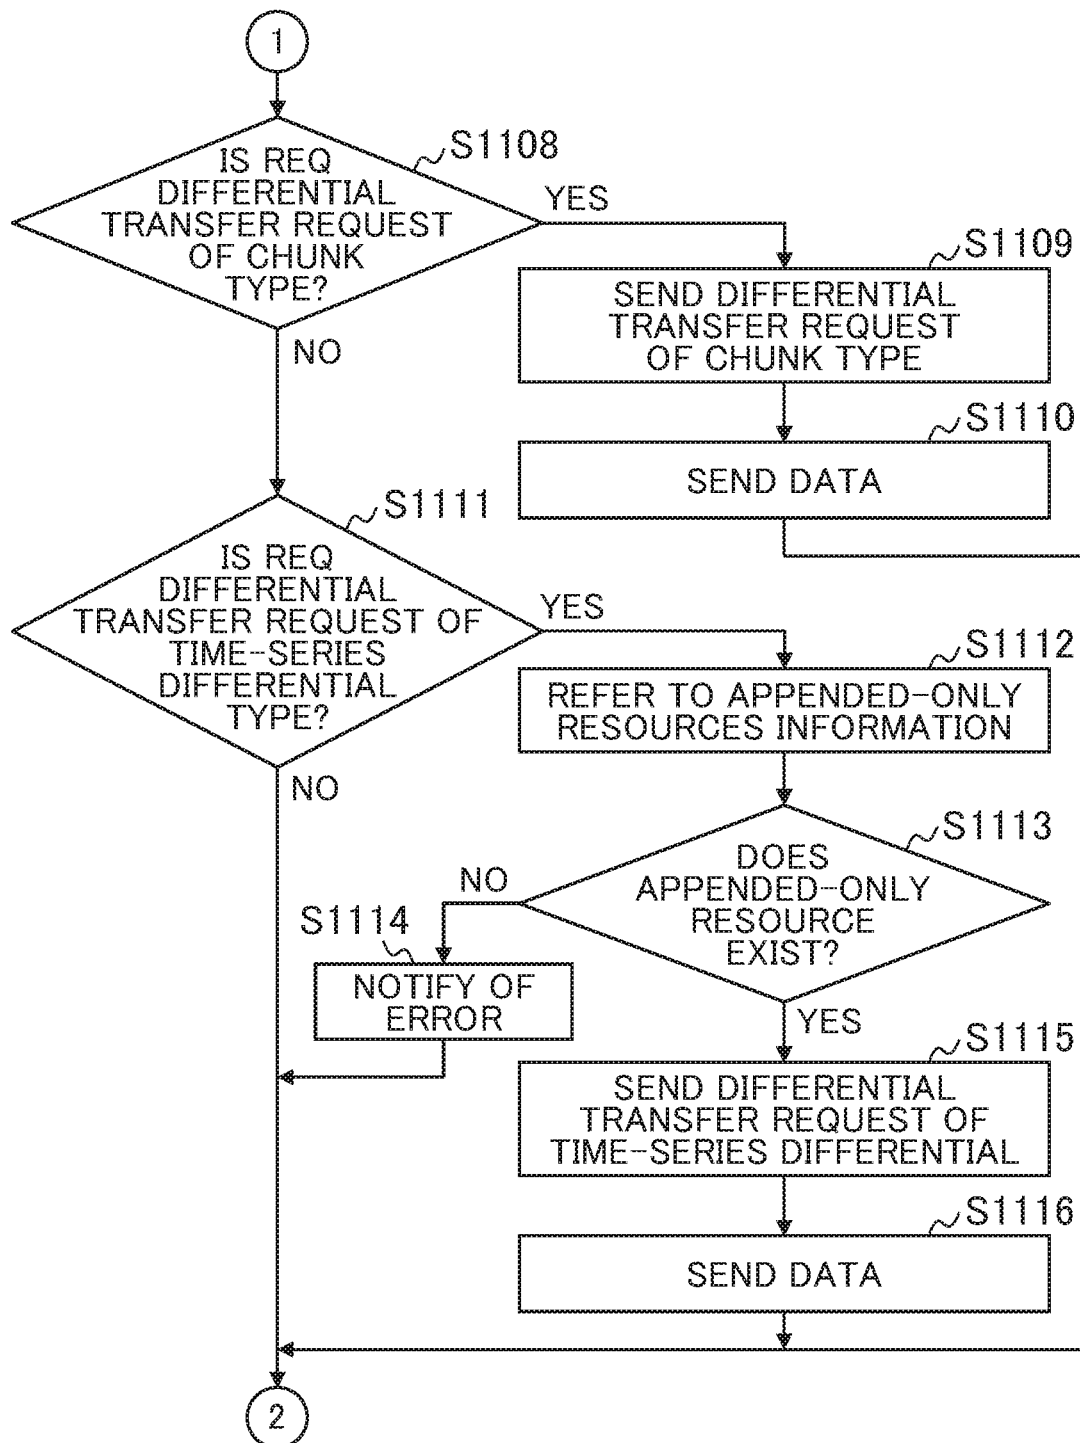 1
S1108
IS REQ
DIFFERENTIAL
TRANSFER REQUEST
OF CHUNK
TYPE?
YES
NO
S1109
SEND DIFFERENTIAL
TRANSFER REQUEST
OF CHUNK TYPE
S1110
SEND DATA
S1111
IS REQ
DIFFERENTIAL
TRANSFER REQUEST OF
TIME-SERIES
DIFFERENTIAL
TYPE?
YES
NO
S1112
REFER TO APPENDED-ONLY
RESOURCES INFORMATION
S1113
DOES
APPENDED-ONLY
RESOURCE
EXIST?
NO
S1114
NOTIFY OF
ERROR
YES
S1115
SEND DIFFERENTIAL
TRANSFER REQUEST OF
TIME-SERIES DIFFERENTIAL
S1116
SEND DATA
2